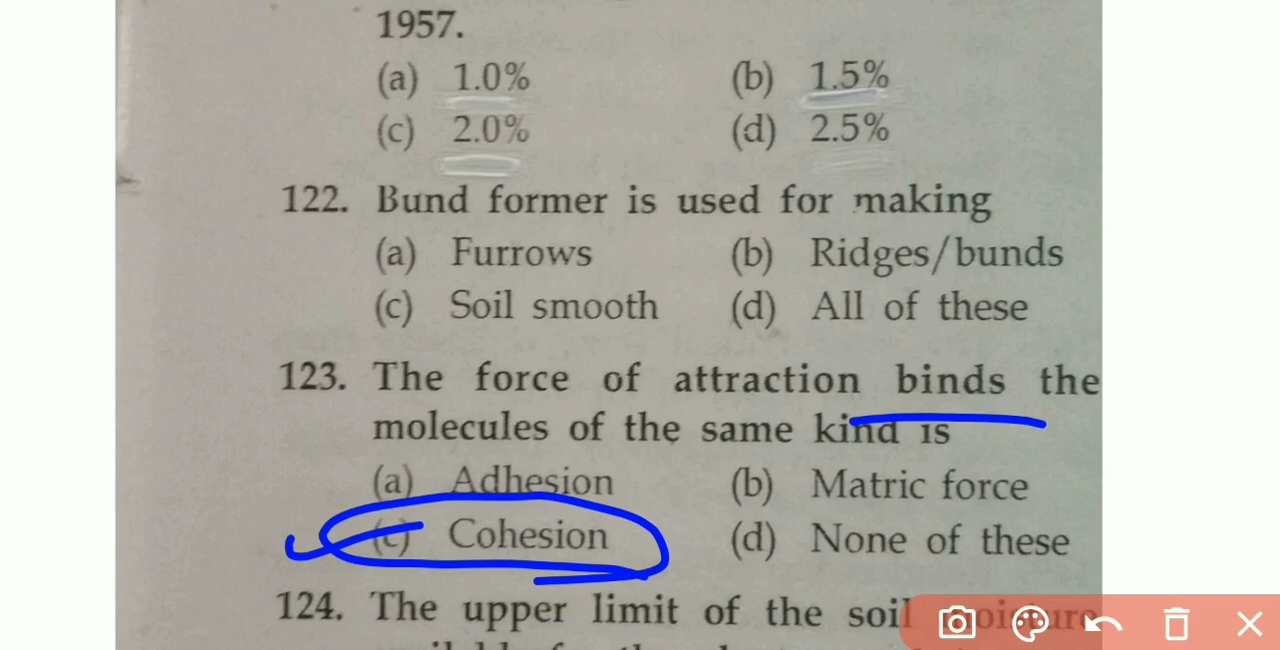 1957.
(a) 1.0% (b) 1.5%
(c) 2.0% (d) 2.5%
122. Bund former is used for making
(a) Furrows (b) Ridges/bunds
(c) Soil smooth (d) All of these
123. The force of attraction binds the
molecules of the same kind is
(a) Adhesion (b) Matric force
(c) Cohesion (d) None of these
124. The upper limit of the soil moisture